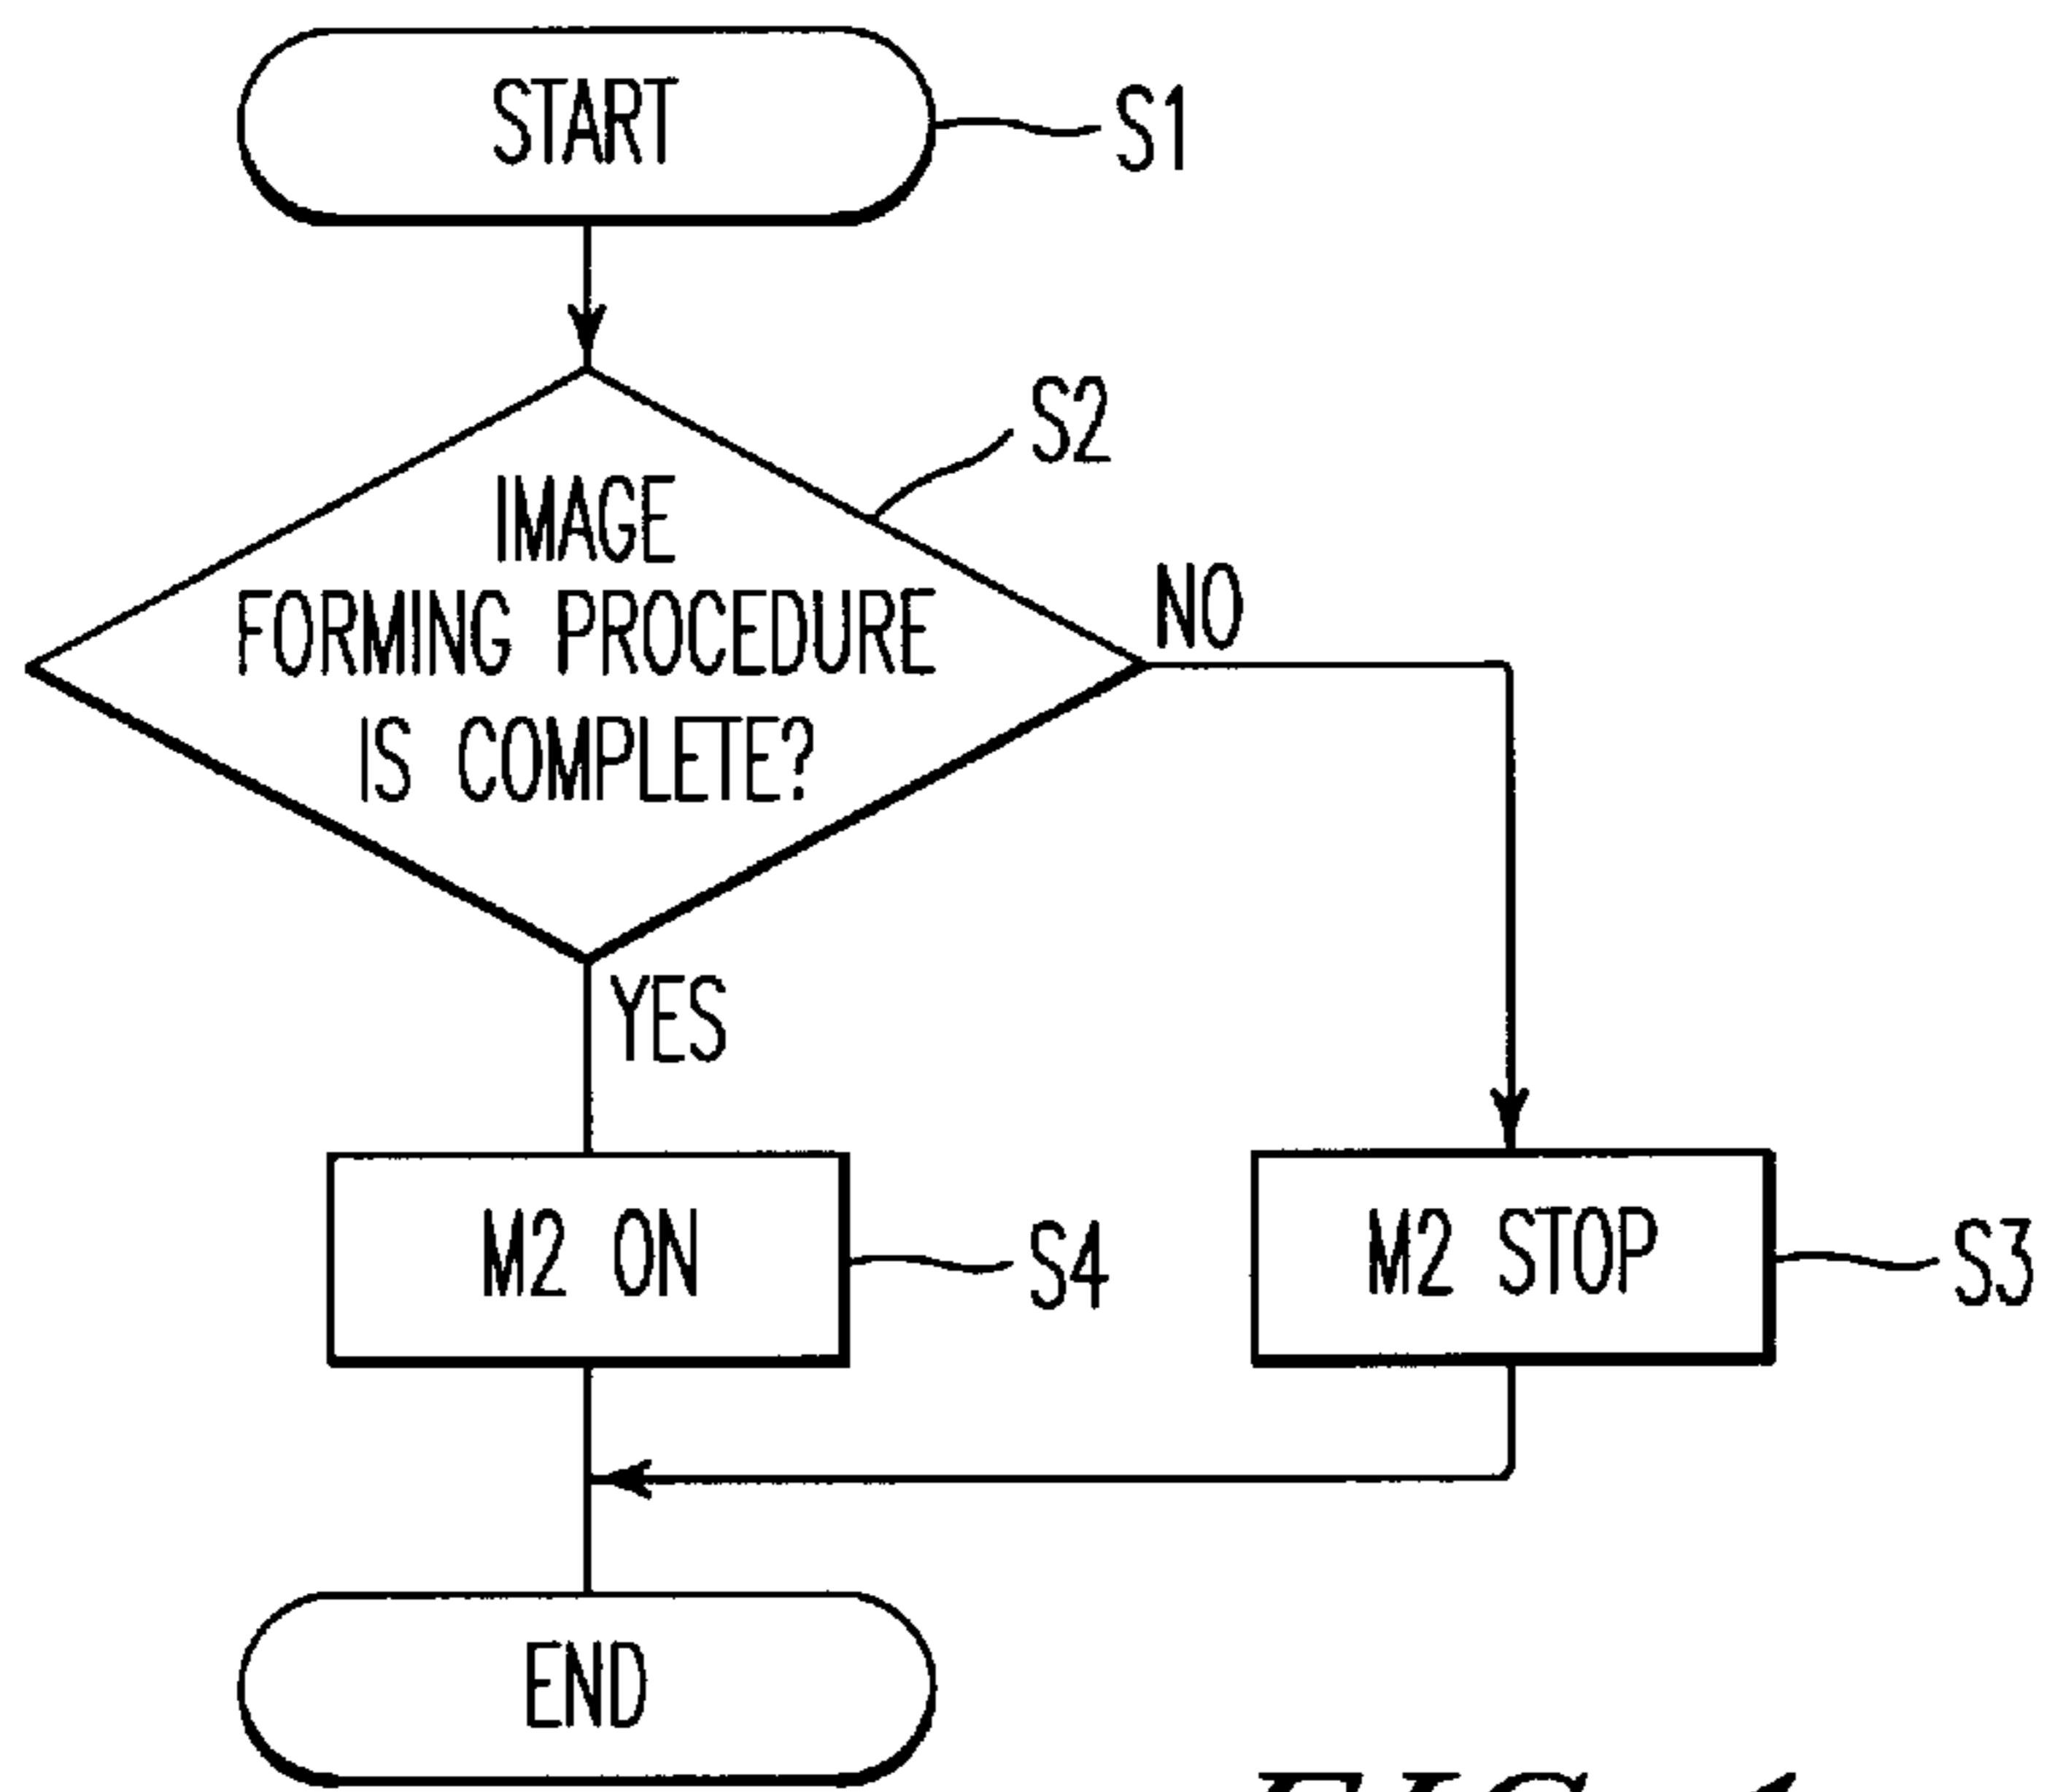 START
S1
S2
IMAGE
FORMING PROCEDURE
IS COMPLETE?
NO
YES
M2 ON
S4
M2 STOP
S3
END